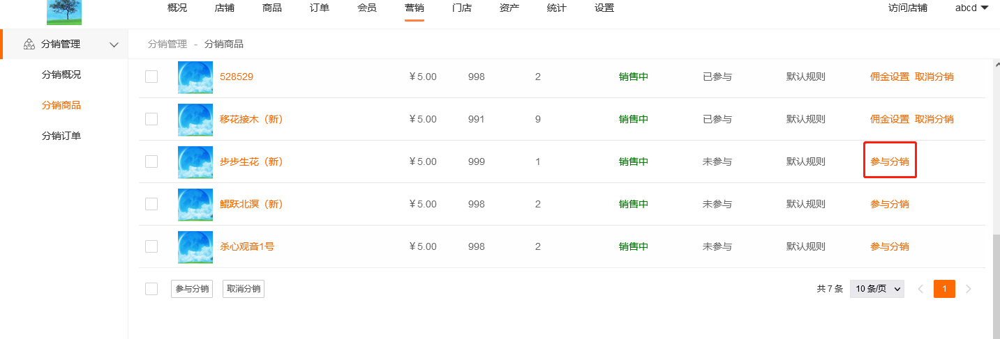 概况 店铺 商品 订单 会员 营销 门店 资产 统计 设置 访问店铺 abcd
分销管理
分销管理 - 分销商品
分销概况
分销商品
分销订单
528529 ￥5.00 998 2 销售中 已参与 默认规则 佣金设置 取消分销
移花接木（新） ￥5.00 991 9 销售中 已参与 默认规则 佣金设置 取消分销
步步生花（新） ￥5.00 999 1 销售中 未参与 默认规则 参与分销
鲲跃北溟（新） ￥5.00 998 2 销售中 未参与 默认规则 参与分销
杀心观音1号 ￥5.00 998 2 销售中 未参与 默认规则 参与分销
参与分销 取消分销 共 7 条 10 条/页 1